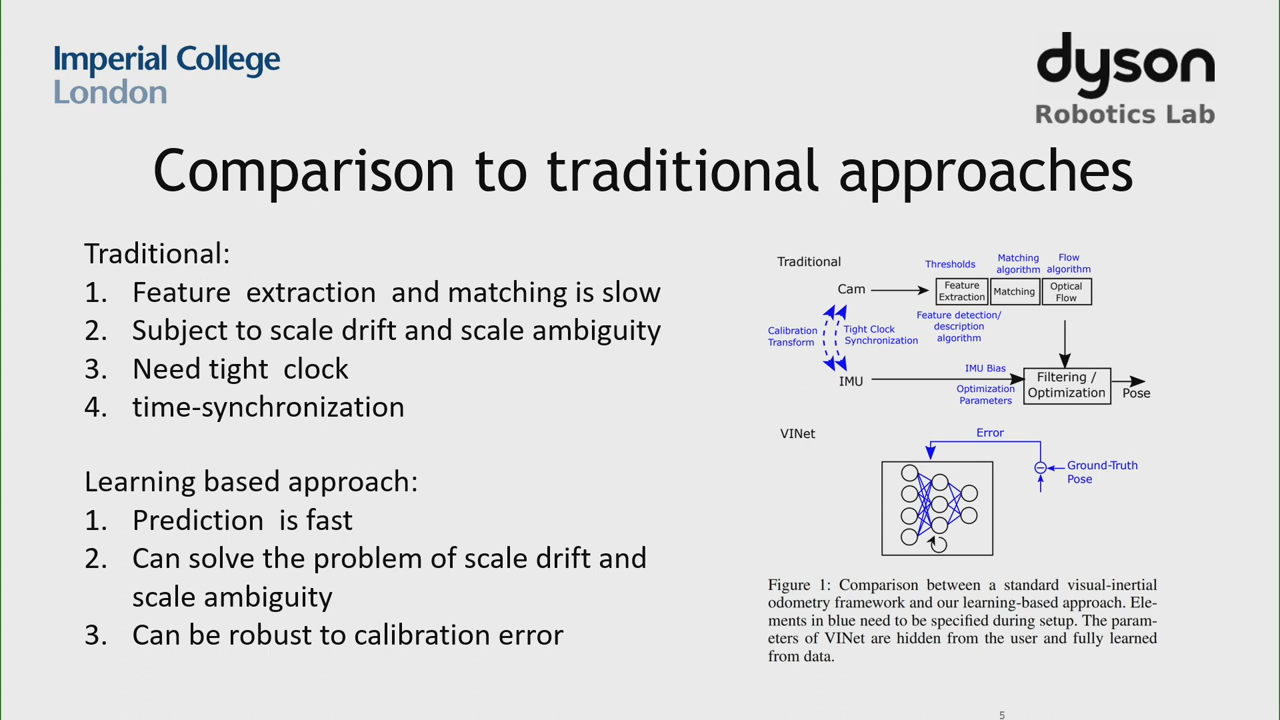 Imperial College
London
dyson
Robotics Lab
Comparison to traditional approaches
Traditional:
1. Feature extraction and matching is slow
2. Subject to scale drift and scale ambiguity
3. Need tight clock
4. time-synchronization
Learning based approach:
1. Prediction is fast
2. Can solve the problem of scale drift and
scale ambiguity
3. Can be robust to calibration error
Traditional
Thresholds
Matching
algorithm
Flow
algorithm
Cam
Feature
Extraction
Matching
Optical
Flow
Feature detection/
description
algorithm
Calibration
Transform
Tight Clock
Synchronization
IMU
IMU Bias
Optimization
Parameters
Filtering /
Optimization
Pose
VINet
Error
Ground-Truth
Pose
Figure 1: Comparison between a standard visual-inertial
odometry framework and our learning-based approach. Ele-
ments in blue need to be specified during setup. The param-
eters of VINet are hidden from the user and fully learned
from data.
5